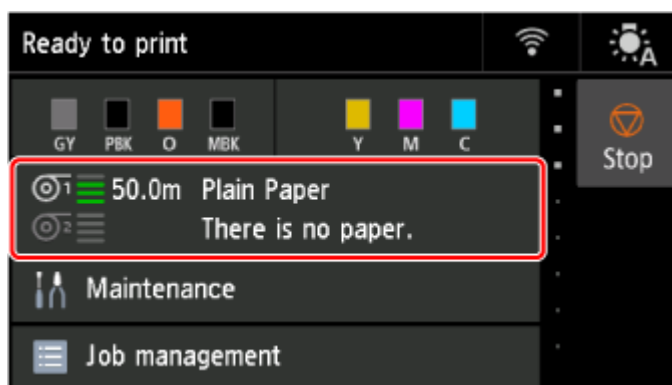 Ready to print
A
GY PBK O MBK Y M C
Stop
1 50.0m Plain Paper
2 There is no paper.
Maintenance
Job management